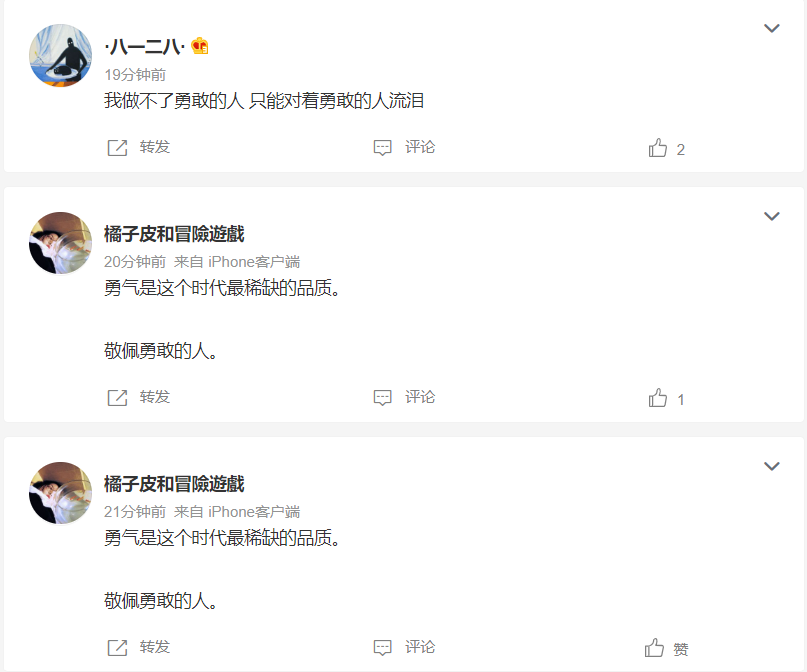 ·八一二八·
19分钟前
我做不了勇敢的人 只能对着勇敢的人流泪
转发 评论 2
橘子皮和冒險遊戲
20分钟前 来自 iPhone客户端
勇气是这个时代最稀缺的品质。
敬佩勇敢的人。
转发 评论 1
橘子皮和冒險遊戲
21分钟前 来自 iPhone客户端
勇气是这个时代最稀缺的品质。
敬佩勇敢的人。
转发 评论 赞